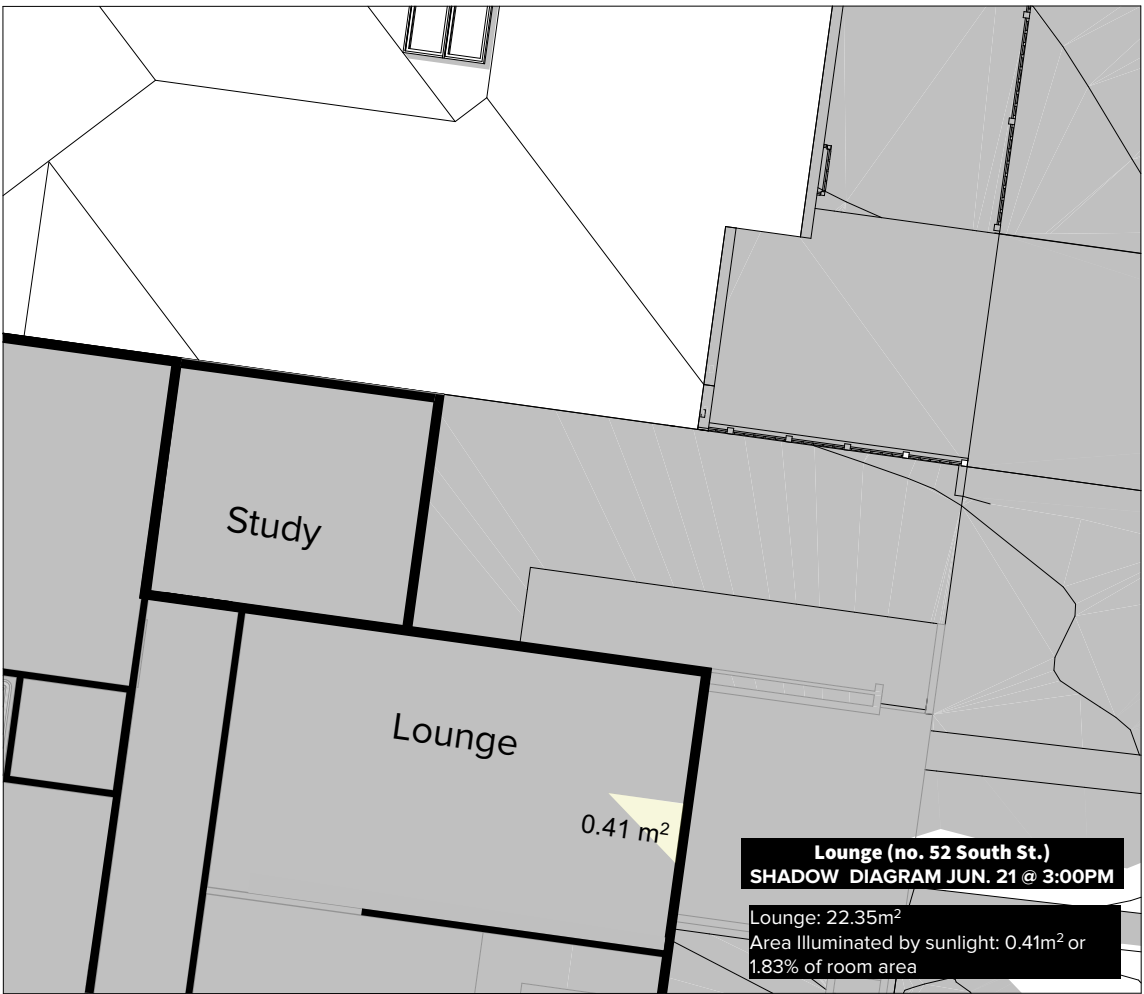 Study
Lounge
0.41 m²
Lounge (no. 52 South St.)
SHADOW DIAGRAM JUN. 21 @ 3:00PM
Lounge: 22.35m²
Area Illuminated by sunlight: 0.41m² or
1.83% of room area